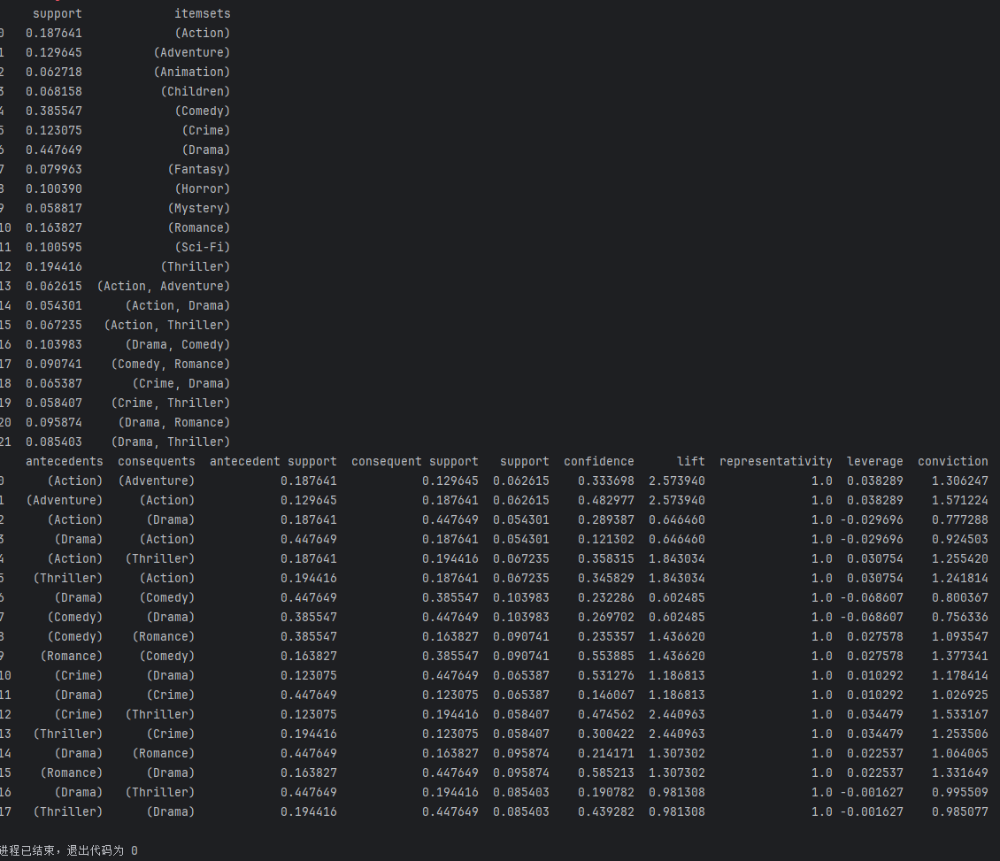 support itemsets
0 0.187641 (Action)
1 0.129645 (Adventure)
2 0.062718 (Animation)
3 0.068158 (Children)
4 0.385547 (Comedy)
5 0.123075 (Crime)
6 0.447649 (Drama)
7 0.079963 (Fantasy)
8 0.100390 (Horror)
9 0.058817 (Mystery)
10 0.163827 (Romance)
11 0.100595 (Sci-Fi)
12 0.194416 (Thriller)
13 0.062615 (Action, Adventure)
14 0.054301 (Action, Drama)
15 0.067235 (Action, Thriller)
16 0.103983 (Drama, Comedy)
17 0.090741 (Comedy, Romance)
18 0.065387 (Crime, Drama)
19 0.058407 (Crime, Thriller)
20 0.095874 (Drama, Romance)
21 0.085403 (Drama, Thriller)
antecedents consequents antecedent support consequent support support confidence lift representativity leverage conviction
0 (Action) (Adventure) 0.187641 0.129645 0.062615 0.333698 2.573940 1.0 0.038289 1.306247
1 (Adventure) (Action) 0.129645 0.187641 0.062615 0.482977 2.573940 1.0 0.038289 1.571224
2 (Action) (Drama) 0.187641 0.447649 0.054301 0.289387 0.646460 1.0 -0.029696 0.777288
3 (Drama) (Action) 0.447649 0.187641 0.054301 0.121302 0.646460 1.0 -0.029696 0.924503
4 (Action) (Thriller) 0.187641 0.194416 0.067235 0.358315 1.843034 1.0 0.030754 1.255420
5 (Thriller) (Action) 0.194416 0.187641 0.067235 0.345829 1.843034 1.0 0.030754 1.241814
6 (Drama) (Comedy) 0.447649 0.385547 0.103983 0.232286 0.602485 1.0 -0.068607 0.800367
7 (Comedy) (Drama) 0.385547 0.447649 0.103983 0.269702 0.602485 1.0 -0.068607 0.756336
8 (Comedy) (Romance) 0.385547 0.163827 0.090741 0.235357 1.436620 1.0 0.027578 1.093547
9 (Romance) (Comedy) 0.163827 0.385547 0.090741 0.553885 1.436620 1.0 0.027578 1.377341
10 (Crime) (Drama) 0.123075 0.447649 0.065387 0.531276 1.186813 1.0 0.010292 1.178414
11 (Drama) (Crime) 0.447649 0.123075 0.065387 0.146067 1.186813 1.0 0.010292 1.026925
12 (Crime) (Thriller) 0.123075 0.194416 0.058407 0.474562 2.440963 1.0 0.034479 1.533167
13 (Thriller) (Crime) 0.194416 0.123075 0.058407 0.300422 2.440963 1.0 0.034479 1.253506
14 (Drama) (Romance) 0.447649 0.163827 0.095874 0.214171 1.307302 1.0 0.022537 1.064065
15 (Romance) (Drama) 0.163827 0.447649 0.095874 0.585213 1.307302 1.0 0.022537 1.331649
16 (Drama) (Thriller) 0.447649 0.194416 0.085403 0.190782 0.981308 1.0 -0.001627 0.995509
17 (Thriller) (Drama) 0.194416 0.447649 0.085403 0.439282 0.981308 1.0 -0.001627 0.985077
进程已结束，退出代码为 0